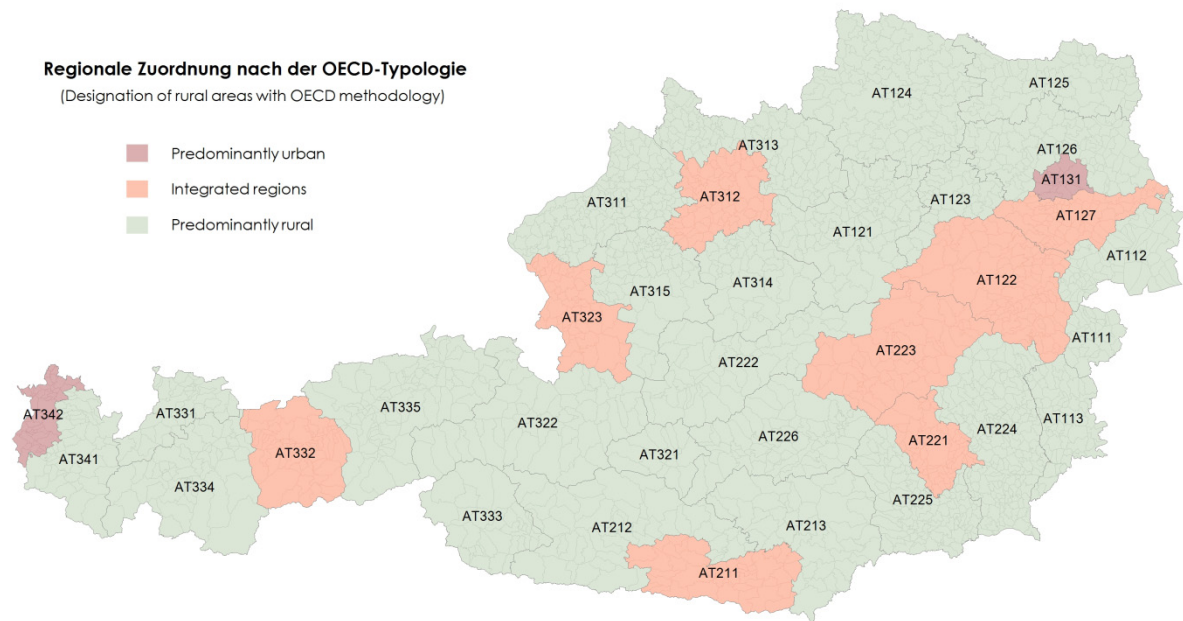 Regionale Zuordnung nach der OECD-Typologie
(Designation of rural areas with OECD methodology)
Predominantly urban
Integrated regions
Predominantly rural
AT124
AT125
AT313
AT126
AT131
AT312
AT123
AT311
AT127
AT121
AT112
AT122
AT314
AT315
AT323
AT111
AT223
AT222
AT335
AT331
AT342
AT322
AT113
AT224
AT226
AT221
AT332
AT321
AT341
AT334
AT225
AT333
AT212
AT213
AT211